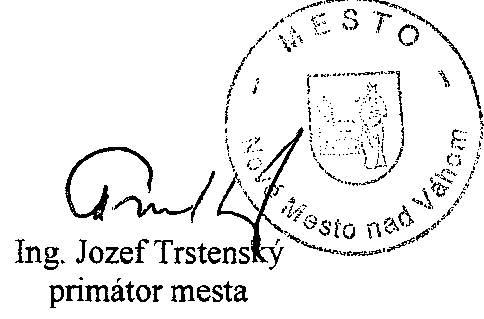 – MESTO –
Nové Mesto nad Váhom
Ing. Jozef Trstenský
primátor mesta